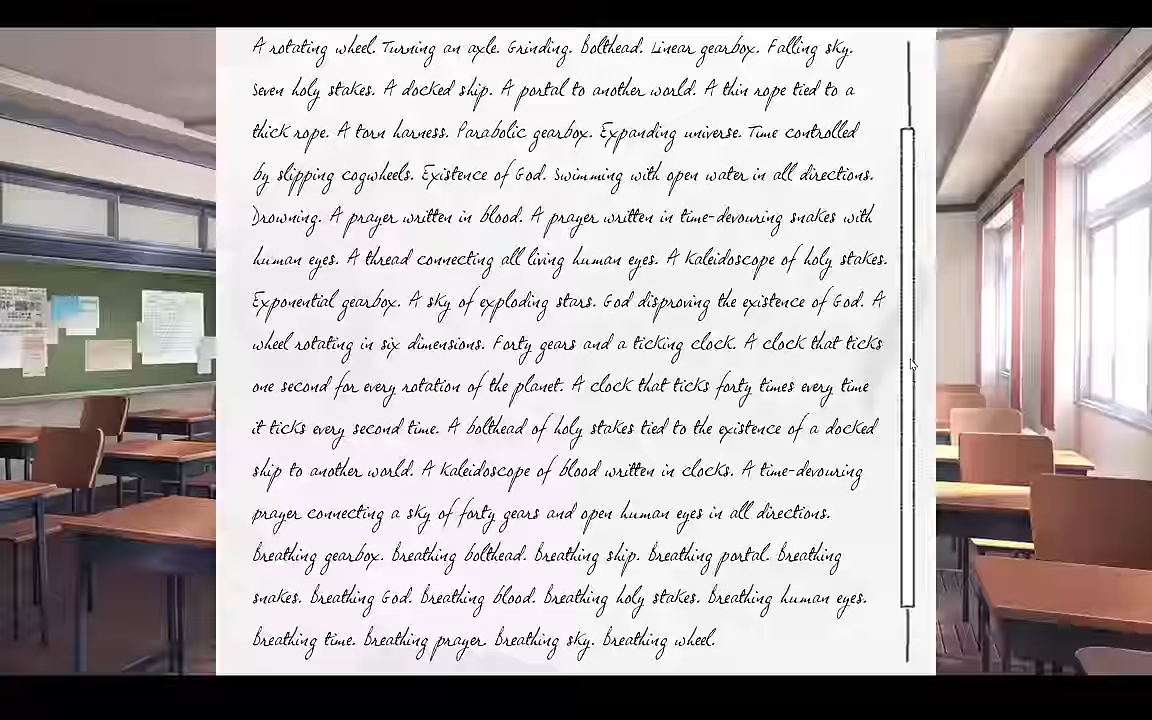 A rotating wheel. Turning an axle. Grinding. Bolthead. Linear gearbox. Falling sky.
Seven holy stakes. A docked ship. A portal to another world. A thin rope tied to a
thick rope. A torn harness. Parabolic gearbox. Expanding universe. Time controlled
by slipping cogwheels. Existence of God. Swimming with open water in all directions.
Drowning. A prayer written in blood. A prayer written in time-devouring snakes with
human eyes. A thread connecting all living human eyes. A kaleidoscope of holy stakes.
Exponential gearbox. A sky of exploding stars. God disproving the existence of God. A
wheel rotating in six dimensions. Forty gears and a ticking clock. A clock that ticks
one second for every rotation of the planet. A clock that ticks forty times every time
it ticks every second time. A bolthead of holy stakes tied to the existence of a docked
ship to another world. A kaleidoscope of blood written in clocks. A time-devouring
prayer connecting a sky of forty gears and open human eyes in all directions.
Breathing gearbox. Breathing bolthead. Breathing ship. Breathing portal. Breathing
snakes. Breathing God. Breathing blood. Breathing holy stakes. Breathing human eyes.
Breathing time. Breathing prayer. Breathing sky. Breathing wheel.